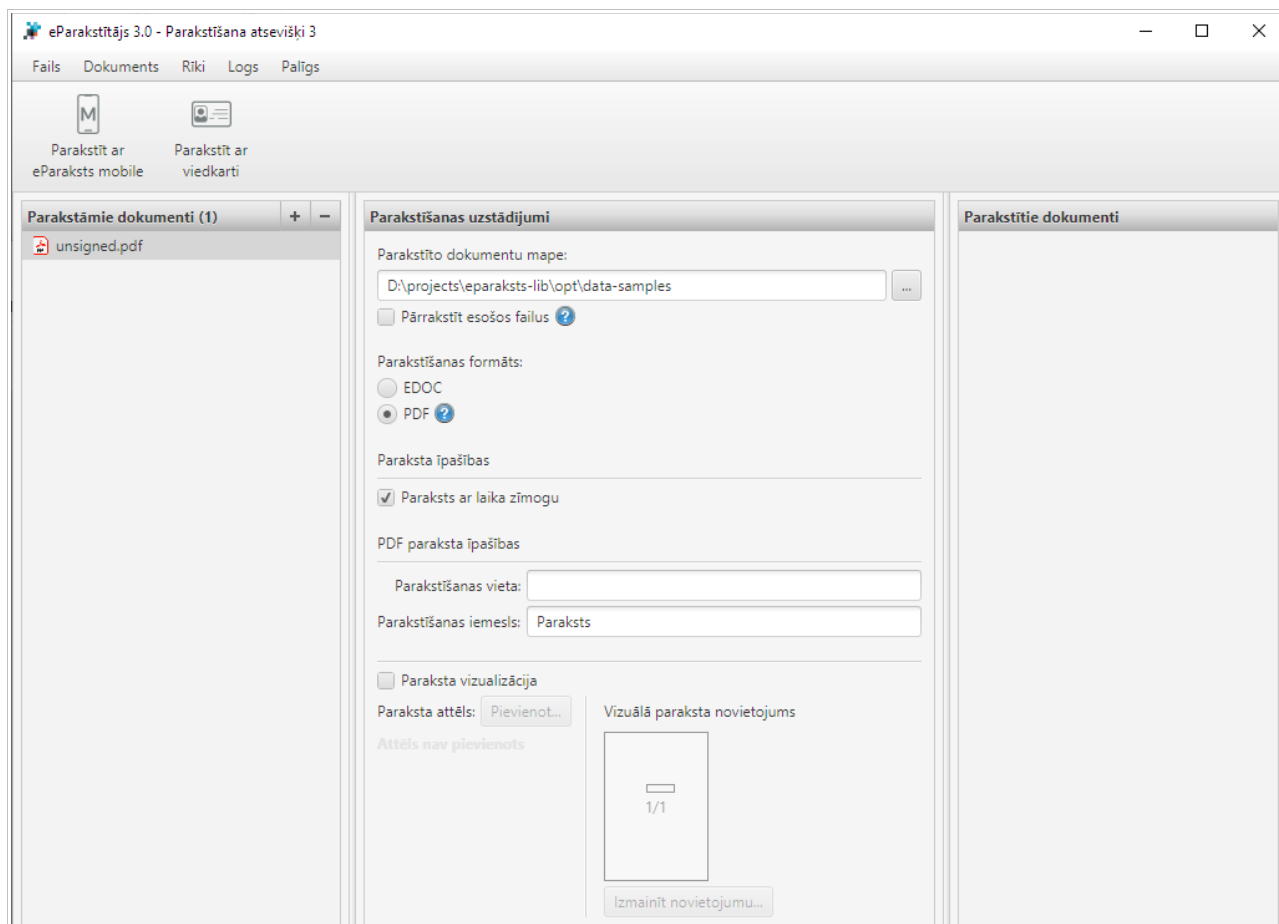 eParakstītājs 3.0 - Parakstīšana atsevišķi 3
Fails Dokuments Rīki Logs Palīgs
M
Parakstīt ar
eParaksts mobile
Parakstīt ar
viedkarti
Parakstāmie dokumenti (1) + −
unsigned.pdf
Parakstīšanas uzstādījumi
Parakstīto dokumentu mape:
D:\projects\eparaksts-lib\opt\data-samples ...
Pārrakstīt esošos failus ?
Parakstīšanas formāts:
EDOC
PDF ?
Paraksta īpašības
Paraksts ar laika zīmogu
PDF paraksta īpašības
Parakstīšanas vieta:
Parakstīšanas iemesls: Paraksts
Paraksta vizualizācija
Paraksta attēls: Pievienot...
Attēls nav pievienots
Vizuālā paraksta novietojums
1/1
Izmainīt novietojumu...
Parakstītie dokumenti